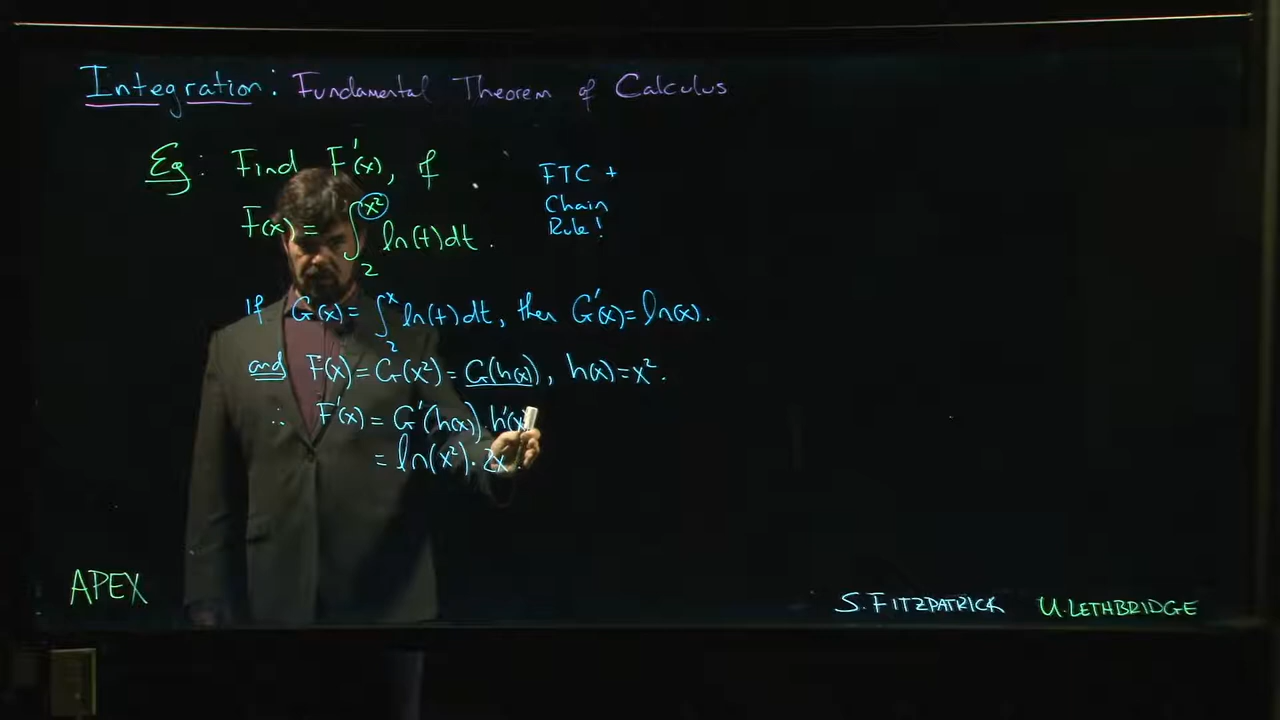 Integration: Fundamental Theorem of Calculus
Eg: Find F'(x), if
F(x) = ∫₂^(x²) ln(t)dt.
FTC +
Chain
Rule!
If G(x) = ∫₂^x ln(t)dt, then G'(x) = ln(x).
and F(x) = G(x²) = G(h(x)), h(x) = x².
∴ F'(x) = G'(h(x))·h'(x)
= ln(x²)·2x.
APEX
S. FITZPATRICK U. LETHBRIDGE